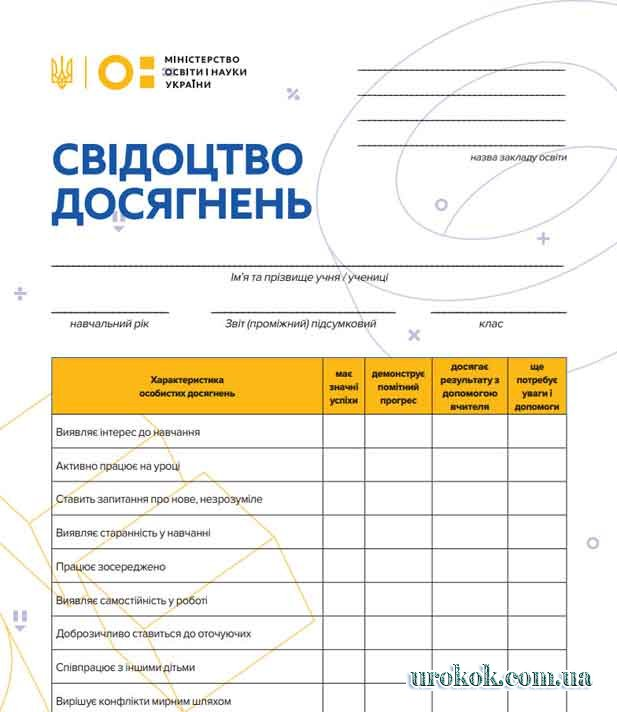 МІНІСТЕРСТВО
ОСВІТИ І НАУКИ
УКРАЇНИ
назва закладу освіти
СВІДОЦТВО
ДОСЯГНЕНЬ
Ім'я та прізвище учня / учениці
навчальний рік
Звіт (проміжний) підсумковий
клас
Характеристика
особистих досягнень
має
значні
успіхи
демонструє
помітний
прогрес
досягає
результату з
допомогою
вчителя
ще
потребує
уваги і
допомоги
Виявляє інтерес до навчання
Активно працює на уроці
Ставить запитання про нове, незрозуміле
Виявляє старанність у навчанні
Працює зосереджено
Виявляє самостійність у роботі
Доброзичливо ставиться до оточуючих
Співпрацює з іншими дітьми
Вирішує конфлікти мирним шляхом
urokok.com.ua